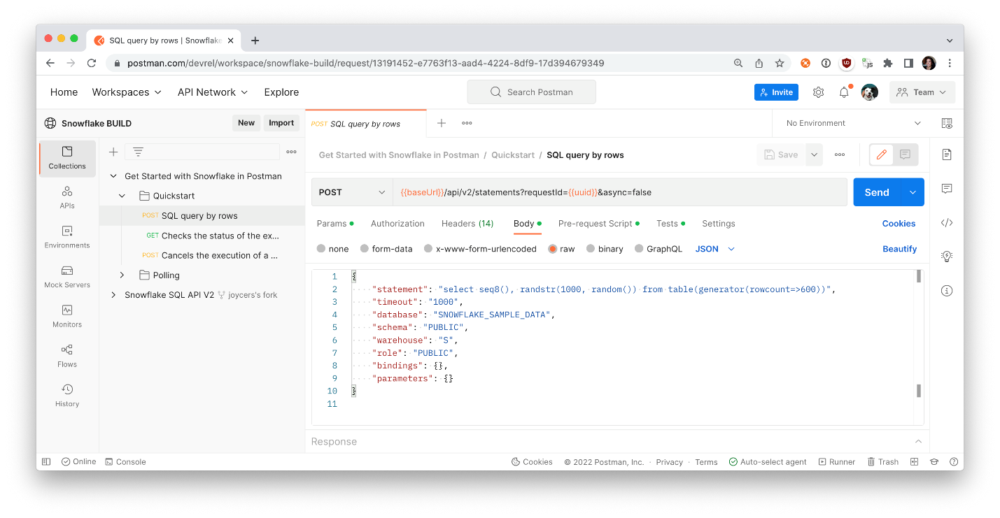 SQL query by rows | Snowflake
postman.com/devrel/workspace/snowflake-build/request/13191452-e7763f13-aad4-4224-8df9-17d394679349
Home Workspaces API Network Explore Search Postman Invite Team
Snowflake BUILD New Import POST SQL query by rows No Environment
Collections
APIs
Environments
Mock Servers
Monitors
Flows
History
Get Started with Snowflake in Postman
Quickstart
POST SQL query by rows
GET Checks the status of the ex...
POST Cancels the execution of a ...
Polling
Snowflake SQL API V2 joycers's fork
Get Started with Snowflake in Postman / Quickstart / SQL query by rows Save
POST {{baseUrl}}/api/v2/statements?requestId={{uuid}}&async=false Send
Params Authorization Headers (14) Body Pre-request Script Tests Settings Cookies
none form-data x-www-form-urlencoded raw binary GraphQL JSON Beautify
1 {
2 "statement": "select seq8(), randstr(1000, random()) from table(generator(rowcount=>600))",
3 "timeout": "1000",
4 "database": "SNOWFLAKE_SAMPLE_DATA",
5 "schema": "PUBLIC",
6 "warehouse": "S",
7 "role": "PUBLIC",
8 "bindings": {},
9 "parameters": {}
10 }
11
Response
Online Console Cookies © 2022 Postman, Inc. · Privacy · Terms Auto-select agent Runner Trash